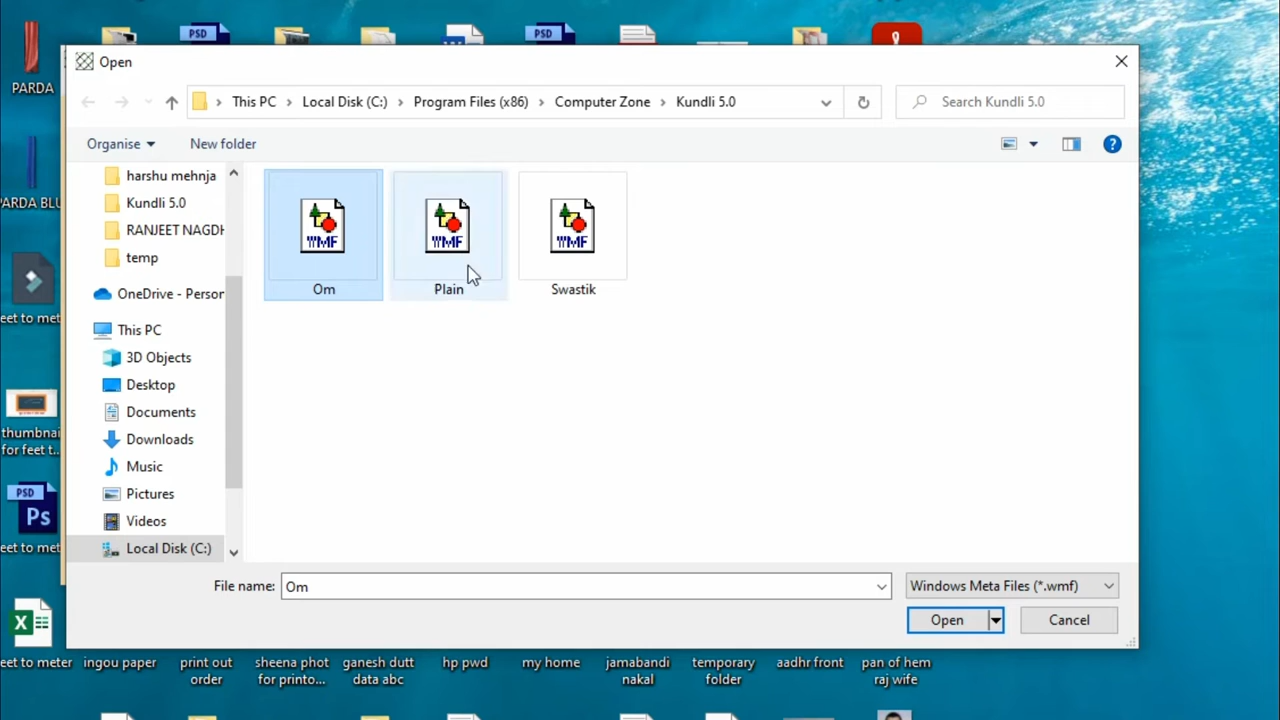 PSD
PSD
PARDA
Open
This PC
Local Disk (C:)
Program Files (x86)
Computer Zone
Kundli 5.0
Search Kundli 5.0
Organise
New folder
?
harshu mehnja
Kundli 5.0
RANJEET NAGDH
temp
OneDrive - Person
This PC
3D Objects
Desktop
Documents
Downloads
Music
Pictures
Videos
Local Disk (C:)
WMF
Om
WMF
Plain
WMF
Swastik
File name:
Om
Windows Meta Files (*.wmf)
Open
Cancel
PARDA BLU
eet to met
thumbnai
for feet t...
PSD
Ps
eet to met
X
eet to meter
ingou paper
print out
order
sheena phot
for printo...
ganesh dutt
data abc
hp pwd
my home
jamabandi
nakal
temporary
folder
aadhr front
pan of hem
raj wife